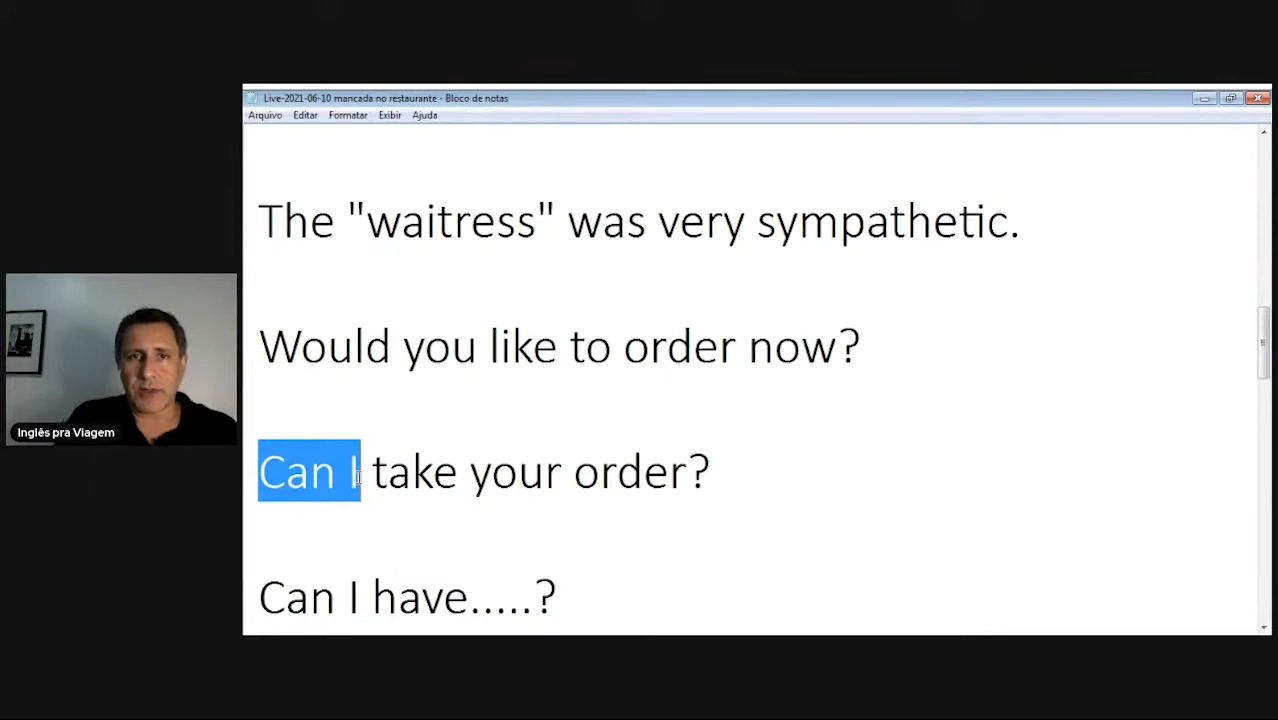 Live-2021-06-10 mancada no restaurante - Bloco de notas
Arquivo Editar Formatar Exibir Ajuda
The "waitress" was very sympathetic.
Would you like to order now?
Can I take your order?
Can I have.....?
Inglês pra Viagem